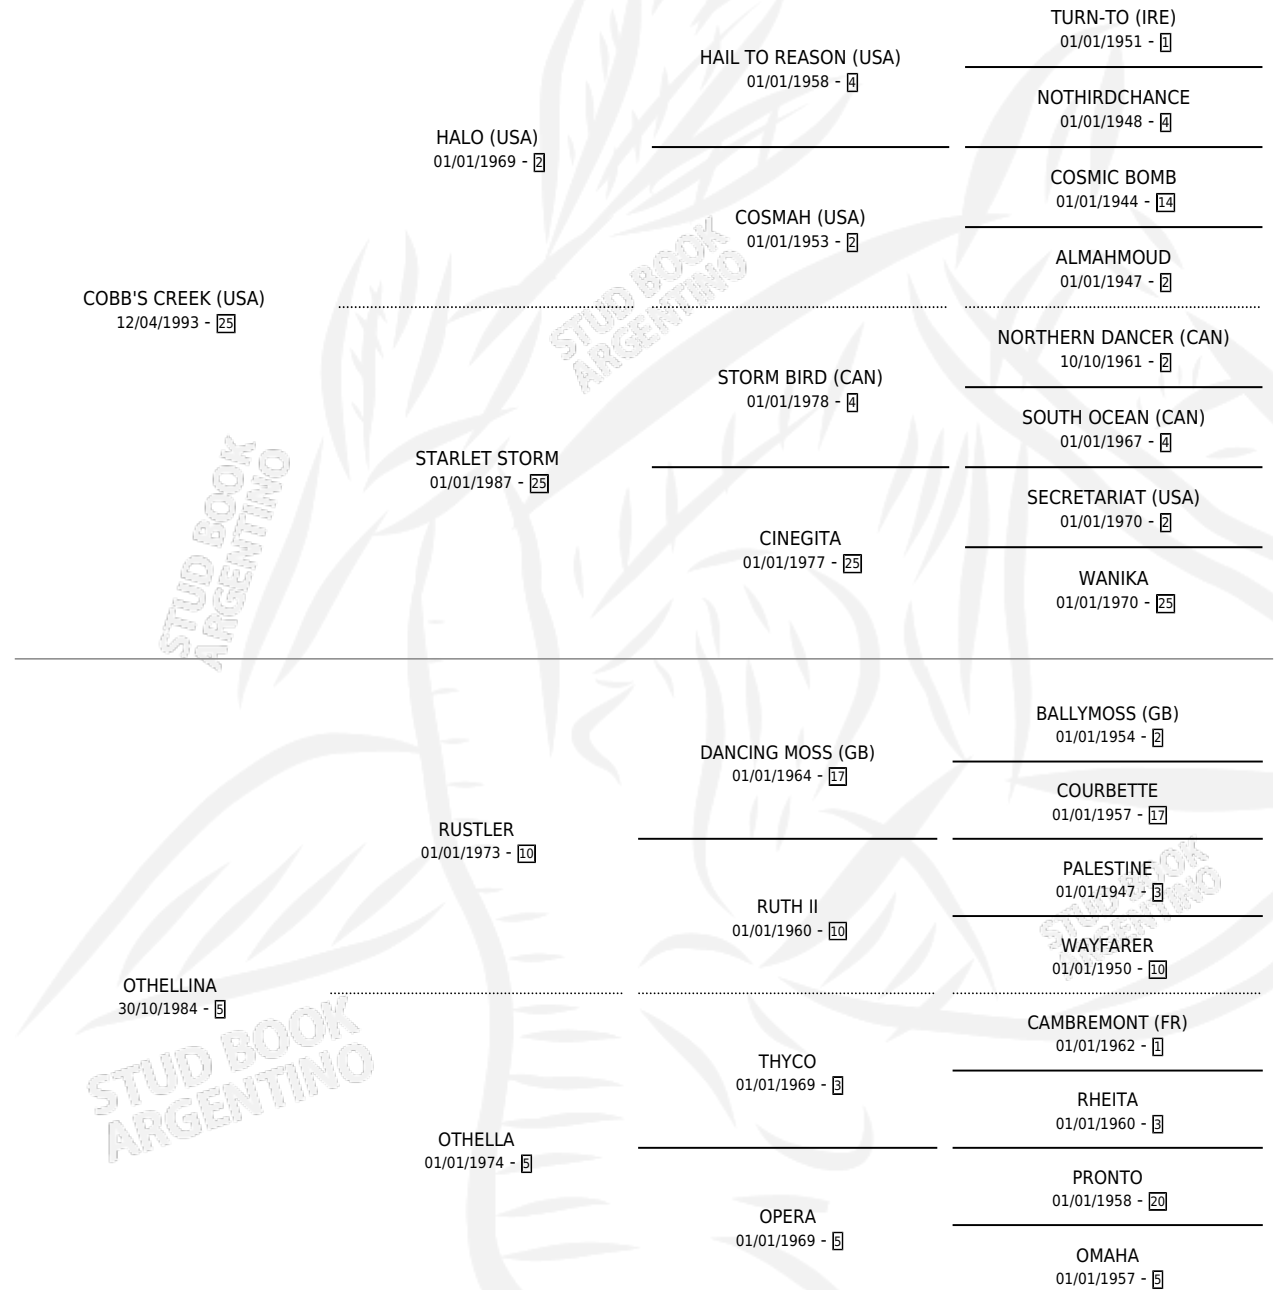 TURN-TO (IRE)
01/01/1951 - 1
HAIL TO REASON (USA)
01/01/1958 - 4
NOTHIRDCHANCE
01/01/1948 - 4
HALO (USA)
01/01/1969 - 2
COSMIC BOMB
01/01/1944 - 14
COSMAH (USA)
01/01/1953 - 2
ALMAHMOUD
01/01/1947 - 2
COBB'S CREEK (USA)
12/04/1993 - 25
NORTHERN DANCER (CAN)
10/10/1961 - 2
STORM BIRD (CAN)
01/01/1978 - 4
SOUTH OCEAN (CAN)
01/01/1967 - 4
STARLET STORM
01/01/1987 - 25
SECRETARIAT (USA)
01/01/1970 - 2
CINEGITA
01/01/1977 - 25
WANIKA
01/01/1970 - 25
BALLYMOSS (GB)
01/01/1954 - 2
DANCING MOSS (GB)
01/01/1964 - 17
COURBETTE
01/01/1957 - 17
RUSTLER
01/01/1973 - 10
PALESTINE
01/01/1947 - 3
RUTH II
01/01/1960 - 10
WAYFARER
01/01/1950 - 10
OTHELLINA
30/10/1984 - 5
CAMBREMONT (FR)
01/01/1962 - 1
THYCO
01/01/1969 - 3
RHEITA
01/01/1960 - 3
OTHELLA
01/01/1974 - 5
PRONTO
01/01/1958 - 20
OPERA
01/01/1969 - 5
OMAHA
01/01/1957 - 5
STUD BOOK
ARGENTINO
STUD BOOK
ARGENTINO
STUD BOOK
ARGENTINO
STUD BOOK
ARGENTINO